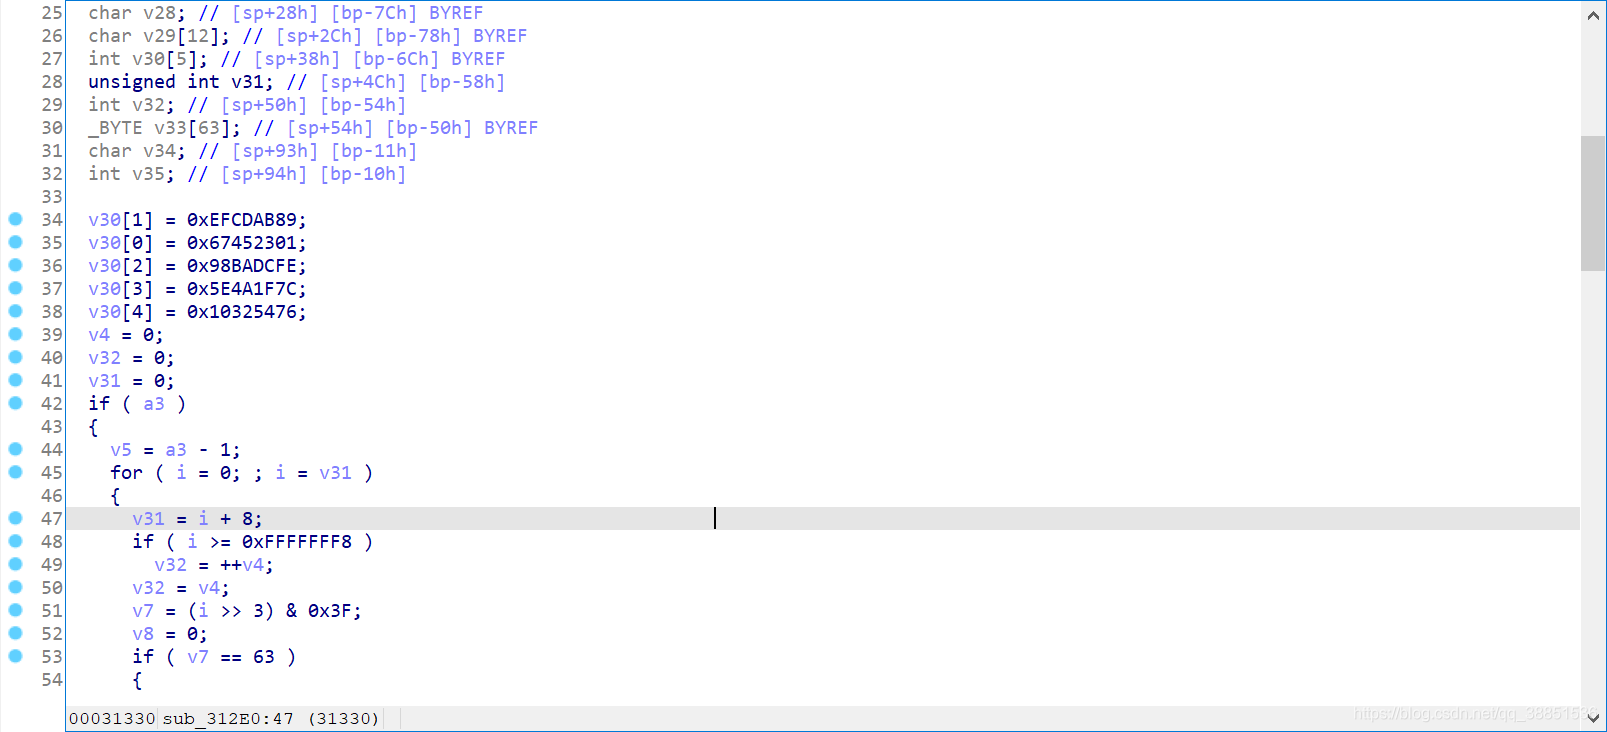 25 char v28; // [sp+28h] [bp-7Ch] BYREF
26 char v29[12]; // [sp+2Ch] [bp-78h] BYREF
27 int v30[5]; // [sp+38h] [bp-6Ch] BYREF
28 unsigned int v31; // [sp+4Ch] [bp-58h]
29 int v32; // [sp+50h] [bp-54h]
30 _BYTE v33[63]; // [sp+54h] [bp-50h] BYREF
31 char v34; // [sp+93h] [bp-11h]
32 int v35; // [sp+94h] [bp-10h]
33
34 v30[1] = 0xEFCDAB89;
35 v30[0] = 0x67452301;
36 v30[2] = 0x98BADCFE;
37 v30[3] = 0x5E4A1F7C;
38 v30[4] = 0x10325476;
39 v4 = 0;
40 v32 = 0;
41 v31 = 0;
42 if ( a3 )
43 {
44 v5 = a3 - 1;
45 for ( i = 0; ; i = v31 )
46 {
47 v31 = i + 8;
48 if ( i >= 0xFFFFFFF8 )
49 v32 = ++v4;
50 v32 = v4;
51 v7 = (i >> 3) & 0x3F;
52 v8 = 0;
53 if ( v7 == 63 )
54 {
00031330 sub_312E0:47 (31330)